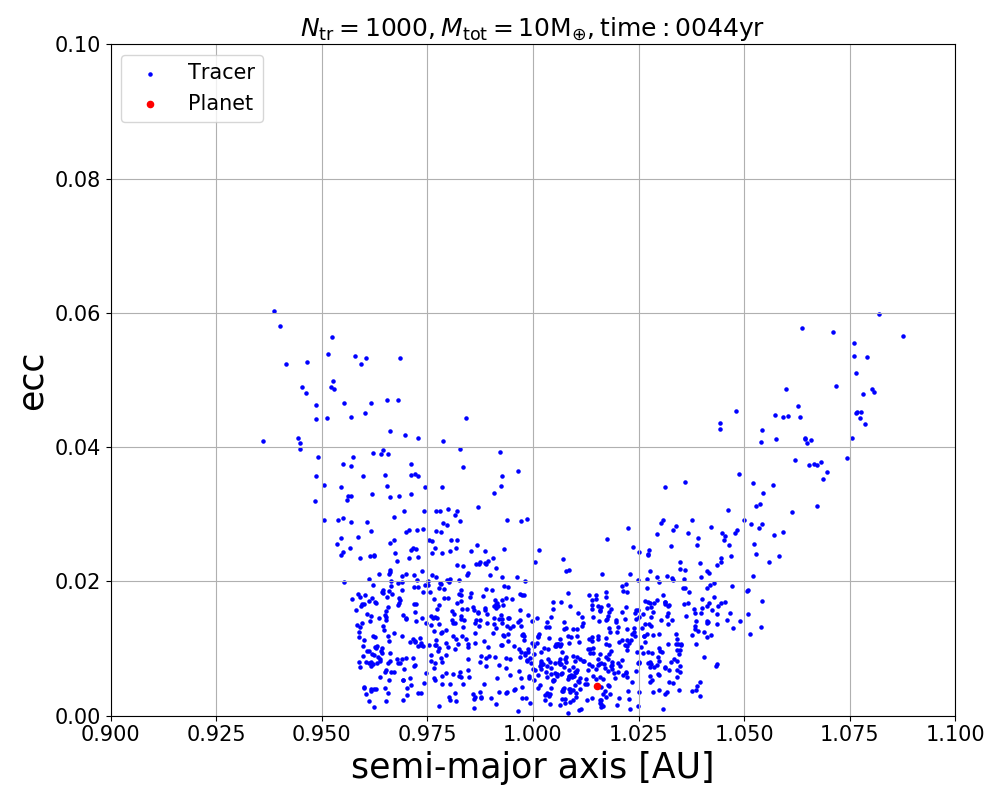 N_tr = 1000, M_tot = 10M_⊕, time : 0044yr
Tracer
Planet
0.10
0.08
0.06
0.04
0.02
0.00
ecc
0.900 0.925 0.950 0.975 1.000 1.025 1.050 1.075 1.100
semi-major axis [AU]